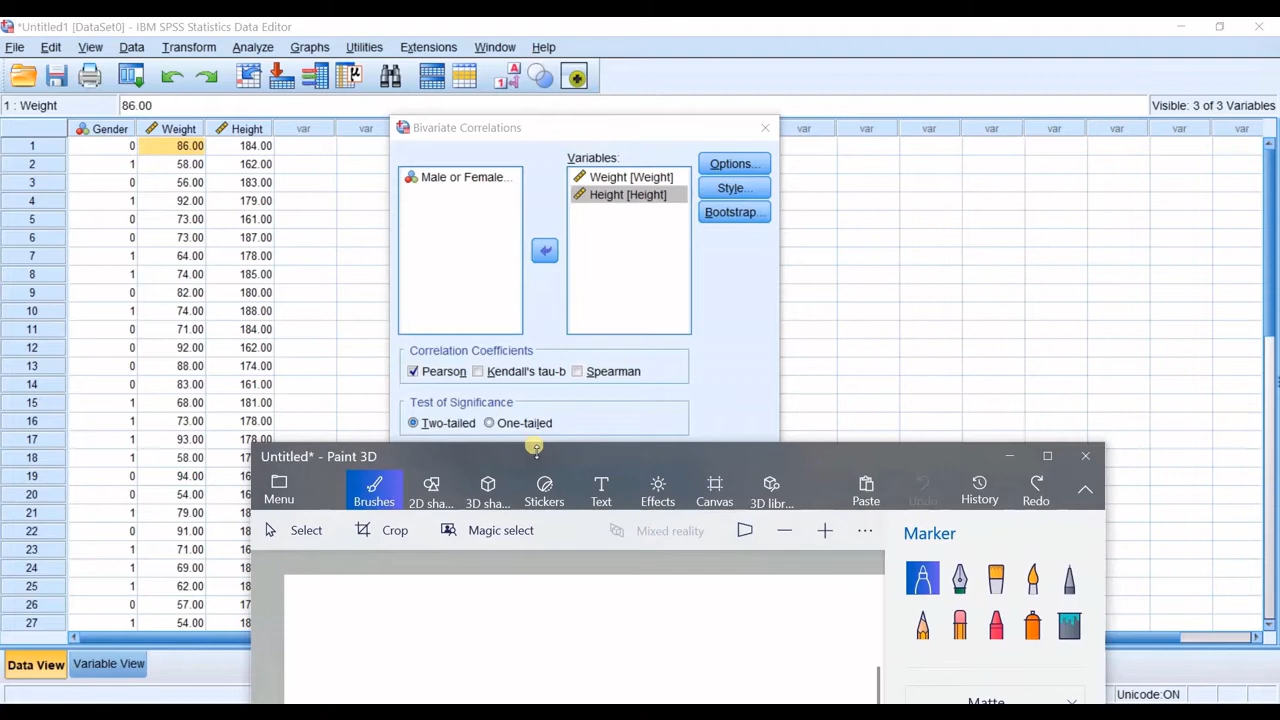 *Untitled1 [DataSet0] - IBM SPSS Statistics Data Editor
File Edit View Data Transform Analyze Graphs Utilities Extensions Window Help
1 : Weight 86.00 Visible: 3 of 3 Variables
Gender Weight Height var var var var var var var var var var
1 0 86.00 184.00
2 1 58.00 162.00
3 0 56.00 183.00
4 1 92.00 179.00
5 0 73.00 161.00
6 0 73.00 187.00
7 1 64.00 178.00
8 1 74.00 185.00
9 0 82.00 180.00
10 1 74.00 188.00
11 0 71.00 184.00
12 1 92.00 162.00
13 0 88.00 174.00
14 1 83.00 161.00
15 1 68.00 181.00
16 1 73.00 178.00
17 1 93.00 178.00
18 1 58.00
19 0 94.00
20 0 54.00
21 1 79.00
22 0 91.00
23 1 71.00
24 1 69.00
25 1 62.00
26 0 57.00
27 1 54.00
Data View Variable View
Unicode:ON
Bivariate Correlations
Variables:
Male or Female...
Weight [Weight]
Height [Height]
Options...
Style...
Bootstrap...
Correlation Coefficients
Pearson Kendall's tau-b Spearman
Test of Significance
Two-tailed One-tailed
Untitled* - Paint 3D
Menu Brushes 2D sha... 3D sha... Stickers Text Effects Canvas 3D libr... Paste Undo History Redo
Select Crop Magic select Mixed reality ...
Marker
Matte